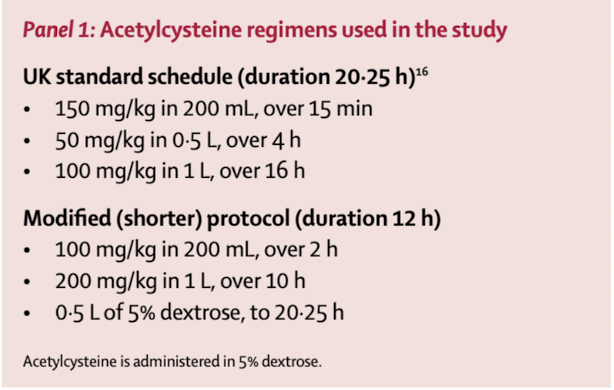 Panel 1: Acetylcysteine regimens used in the study
UK standard schedule (duration 20·25 h)¹⁶
• 150 mg/kg in 200 mL, over 15 min
• 50 mg/kg in 0·5 L, over 4 h
• 100 mg/kg in 1 L, over 16 h
Modified (shorter) protocol (duration 12 h)
• 100 mg/kg in 200 mL, over 2 h
• 200 mg/kg in 1 L, over 10 h
• 0·5 L of 5% dextrose, to 20·25 h
Acetylcysteine is administered in 5% dextrose.